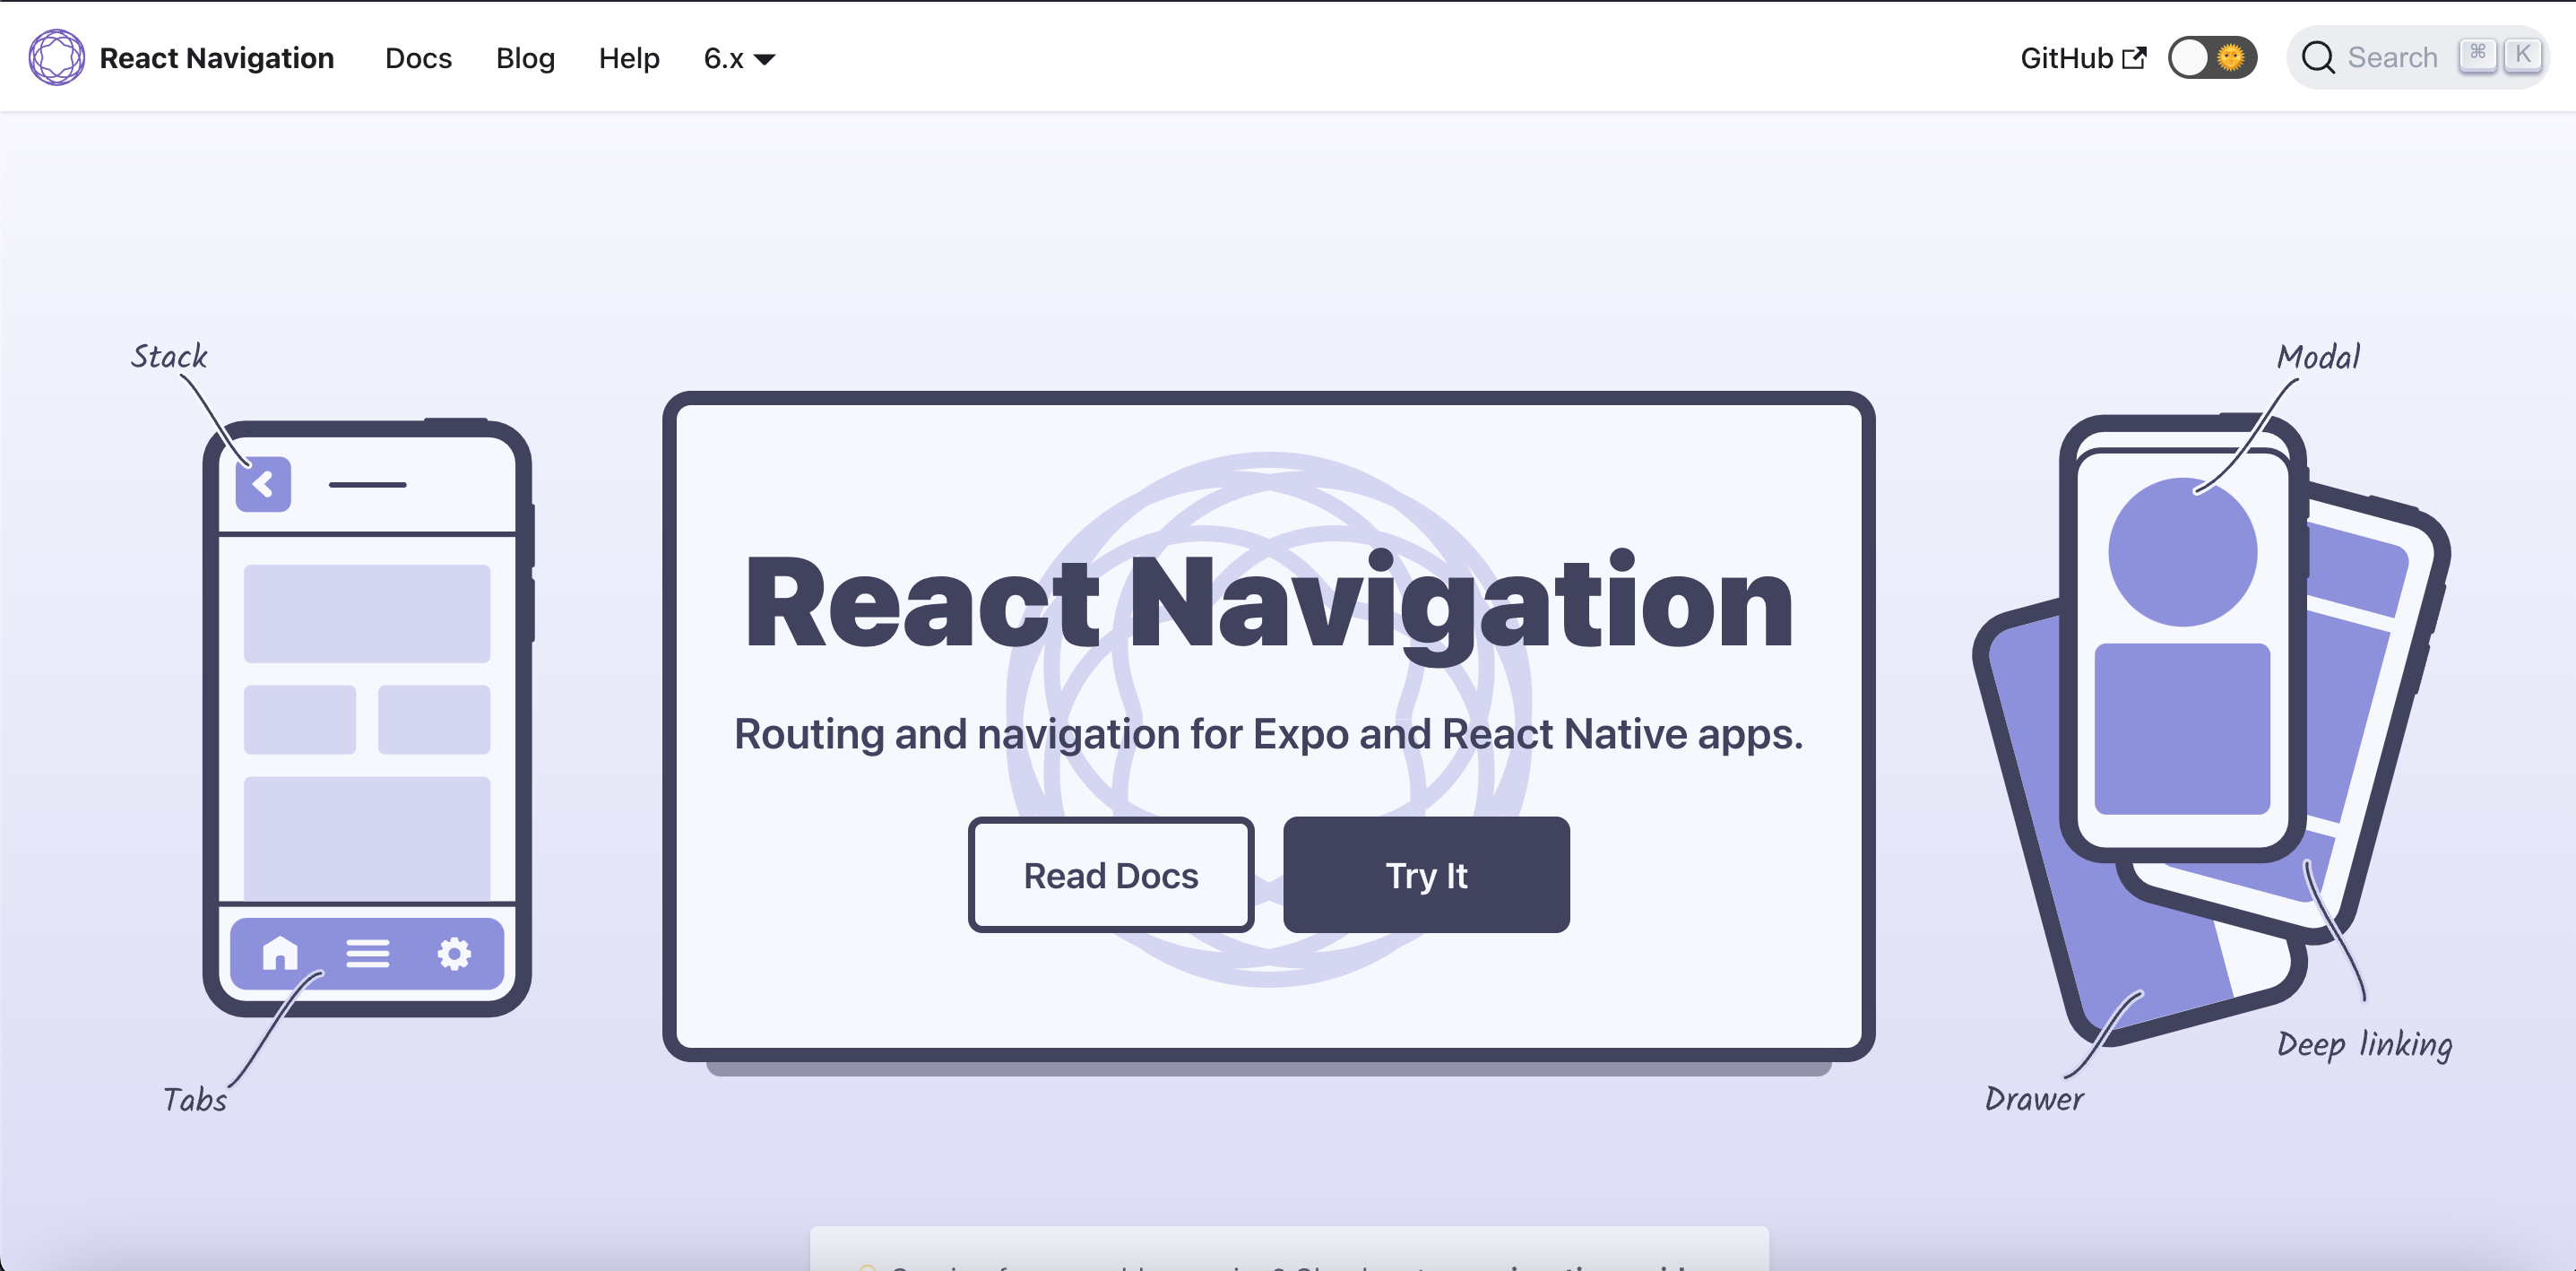 React Navigation Docs Blog Help 6.x GitHub Search ⌘ K
Stack
Modal
React Navigation
Routing and navigation for Expo and React Native apps.
Read Docs Try It
Deep linking
Tabs
Drawer